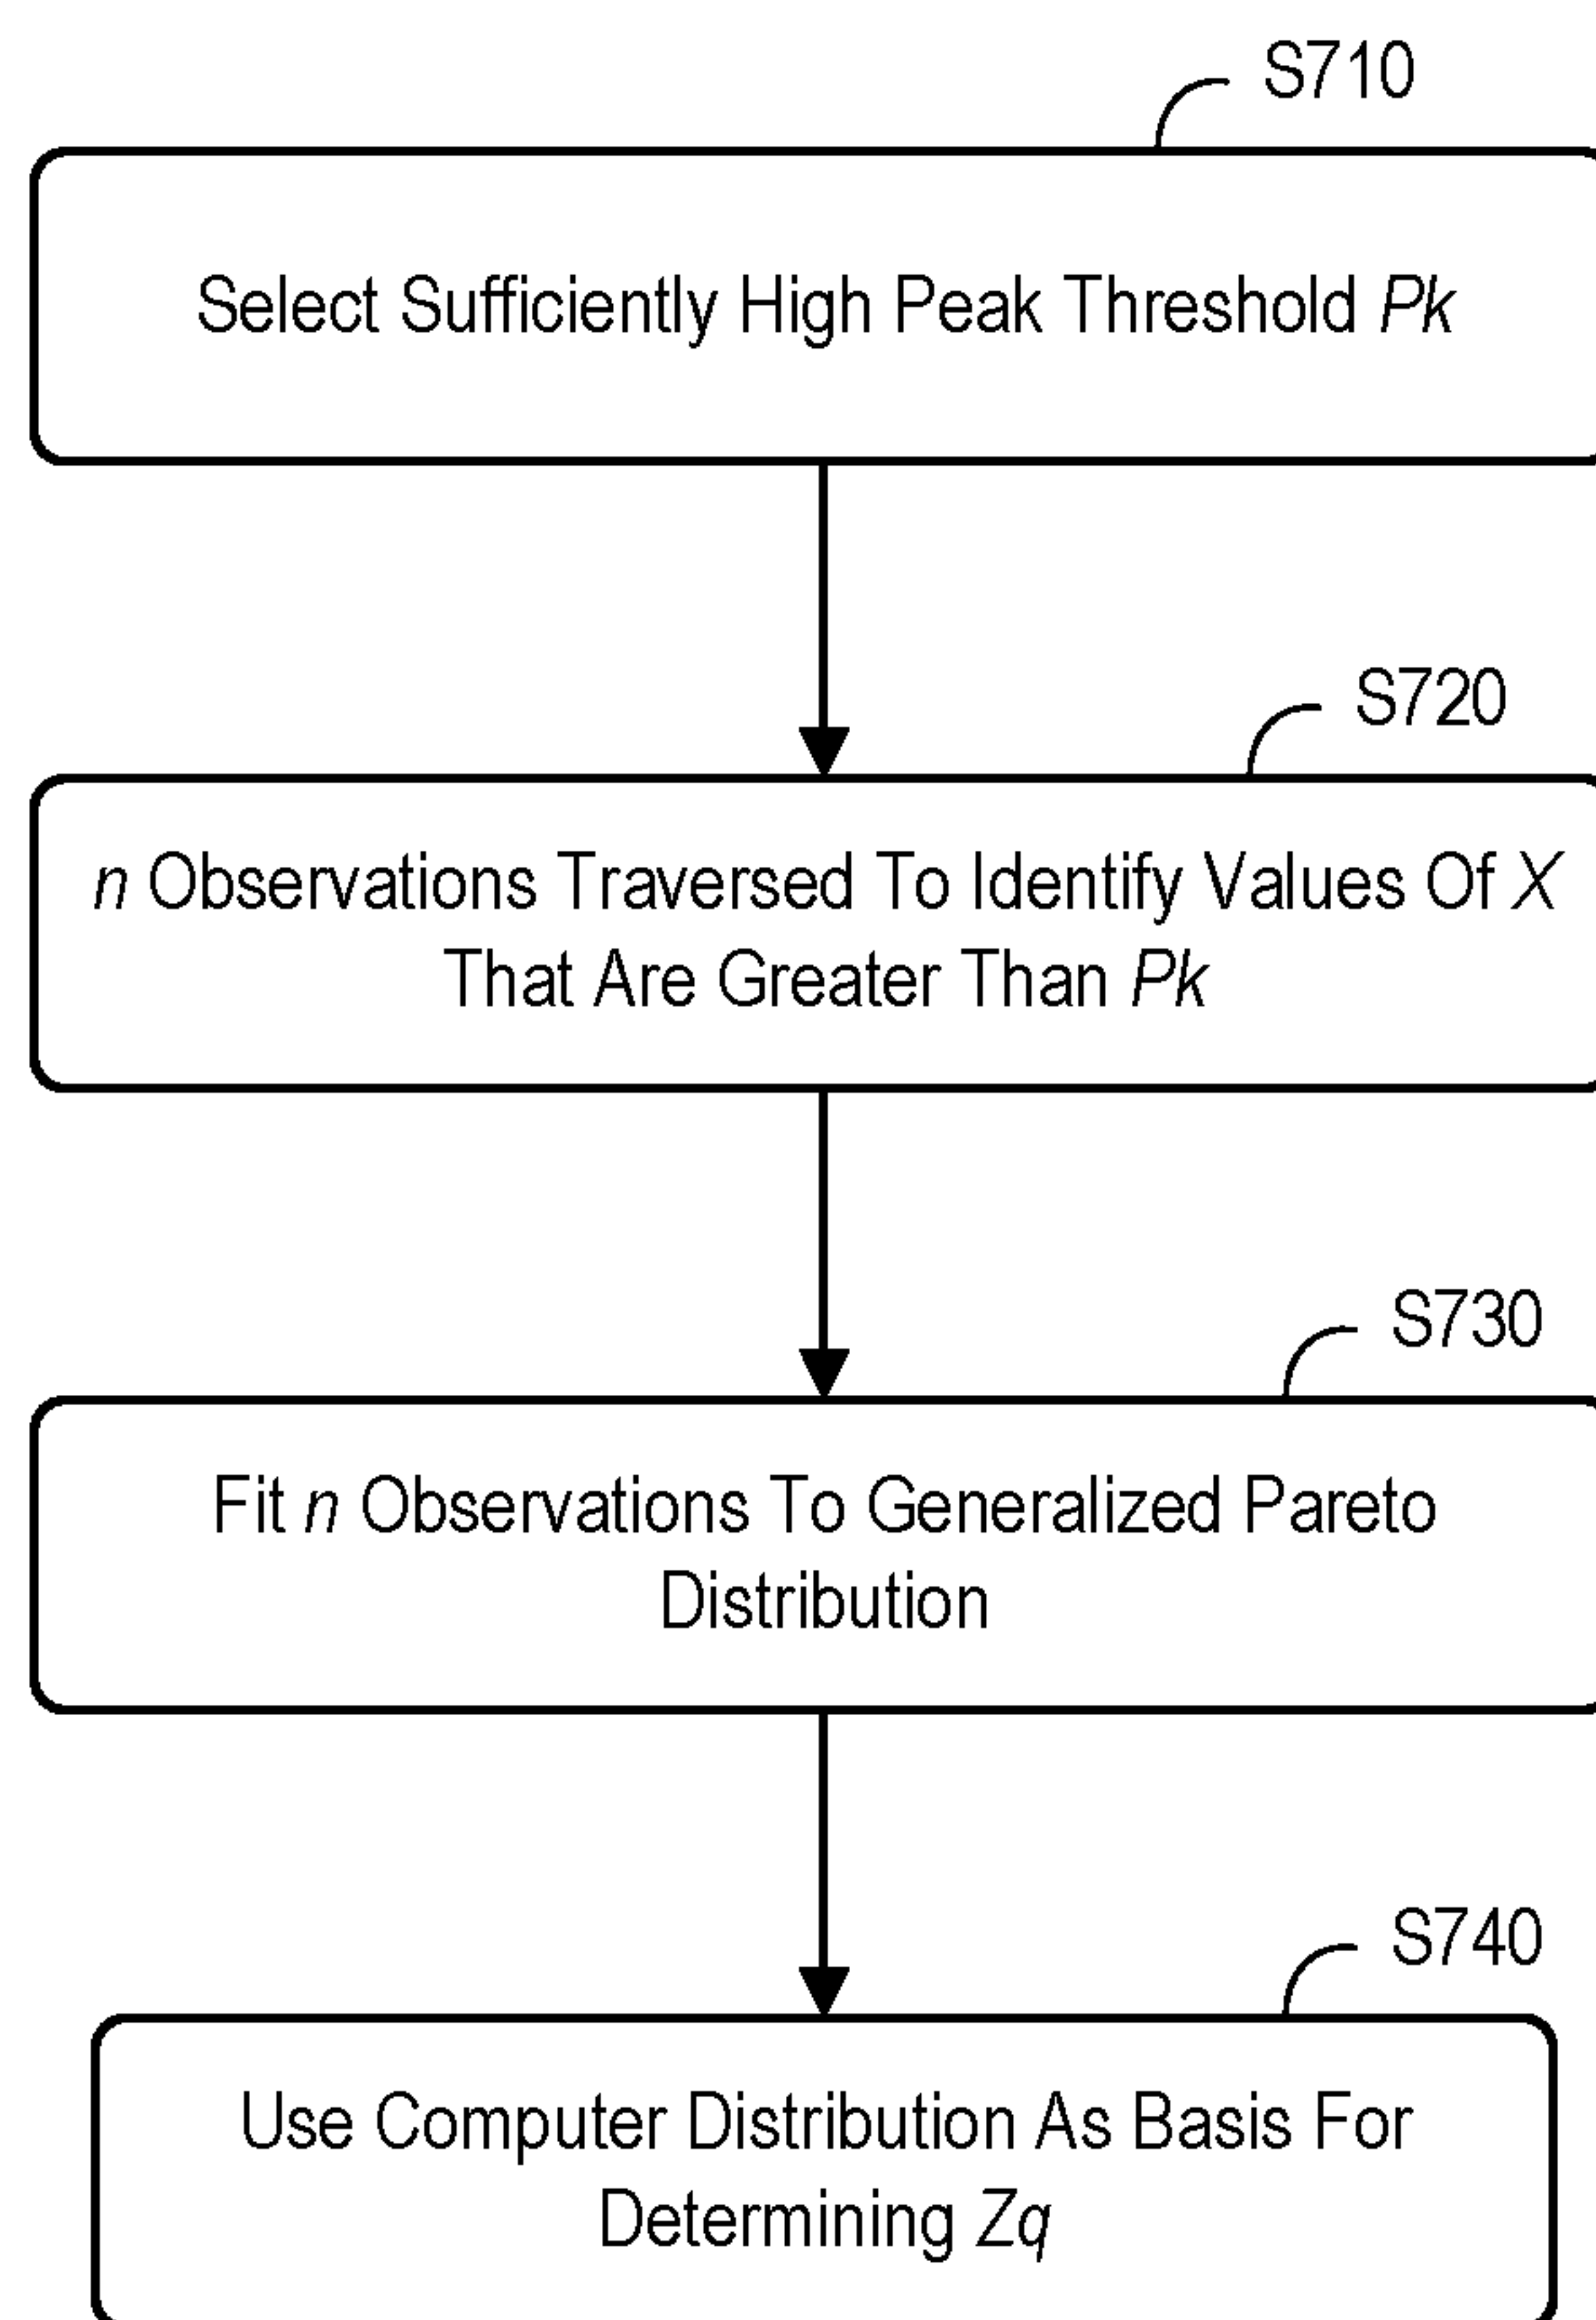 S710
Select Sufficiently High Peak Threshold Pk
S720
n Observations Traversed To Identify Values Of X
That Are Greater Than Pk
S730
Fit n Observations To Generalized Pareto
Distribution
S740
Use Computer Distribution As Basis For
Determining Zq